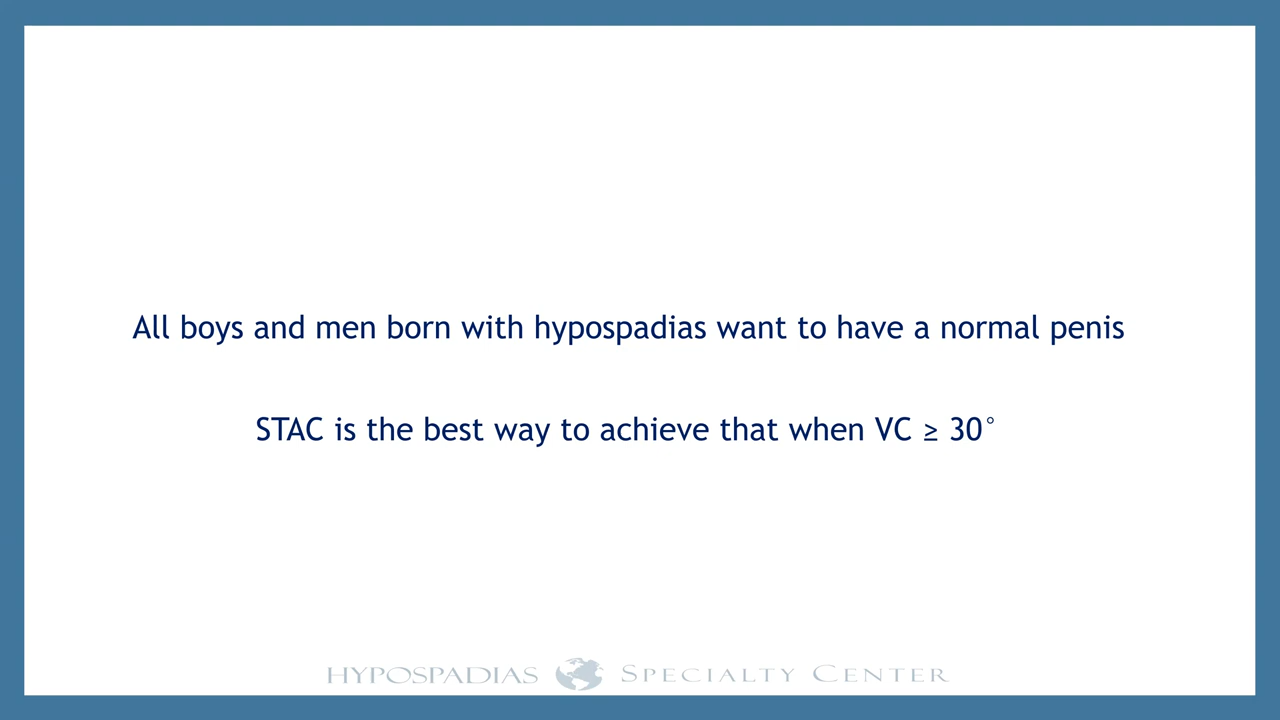 All boys and men born with hypospadias want to have a normal penis
STAC is the best way to achieve that when VC ≥ 30°
HYPOSPADIAS SPECIALTY CENTER